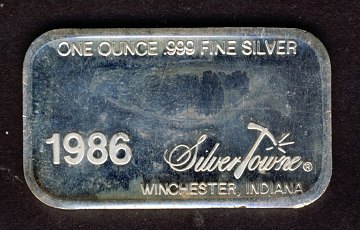 ONE OUNCE .999 FINE SILVER
1986 SilverTowne®
WINCHESTER, INDIANA